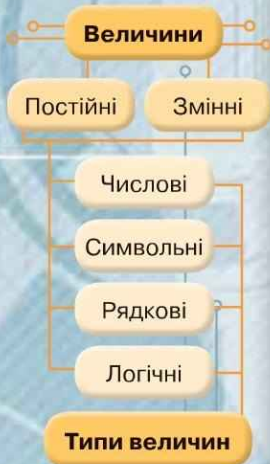 Величини
Постійні Змінні
Числові
Символьні
Рядкові
Логічні
Типи величин